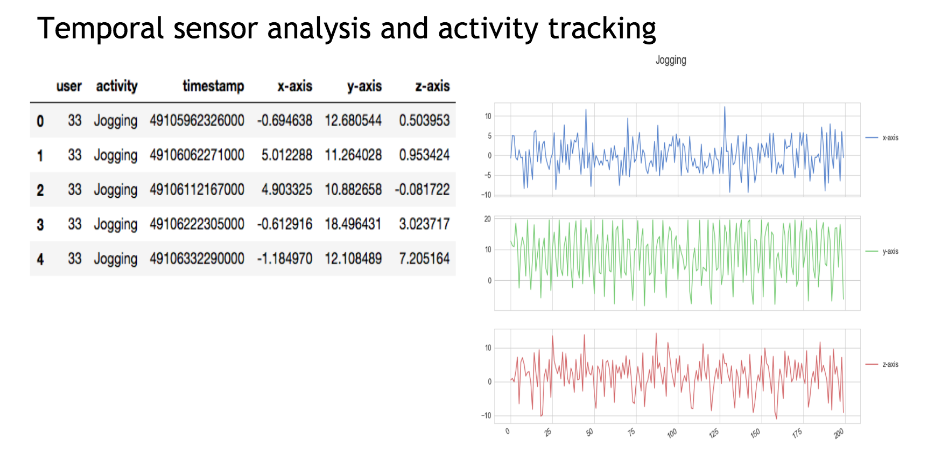 Temporal sensor analysis and activity tracking
user activity timestamp x-axis y-axis z-axis
0 33 Jogging 49105962326000 -0.694638 12.680544 0.503953
1 33 Jogging 49106062271000 5.012288 11.264028 0.953424
2 33 Jogging 49106112167000 4.903325 10.882658 -0.081722
3 33 Jogging 49106222305000 -0.612916 18.496431 3.023717
4 33 Jogging 49106332290000 -1.184970 12.108489 7.205164
Jogging
10
5
0
−5
−10
x-axis
20
10
0
y-axis
10
0
−10
z-axis
0 25 50 75 100 125 150 175 200